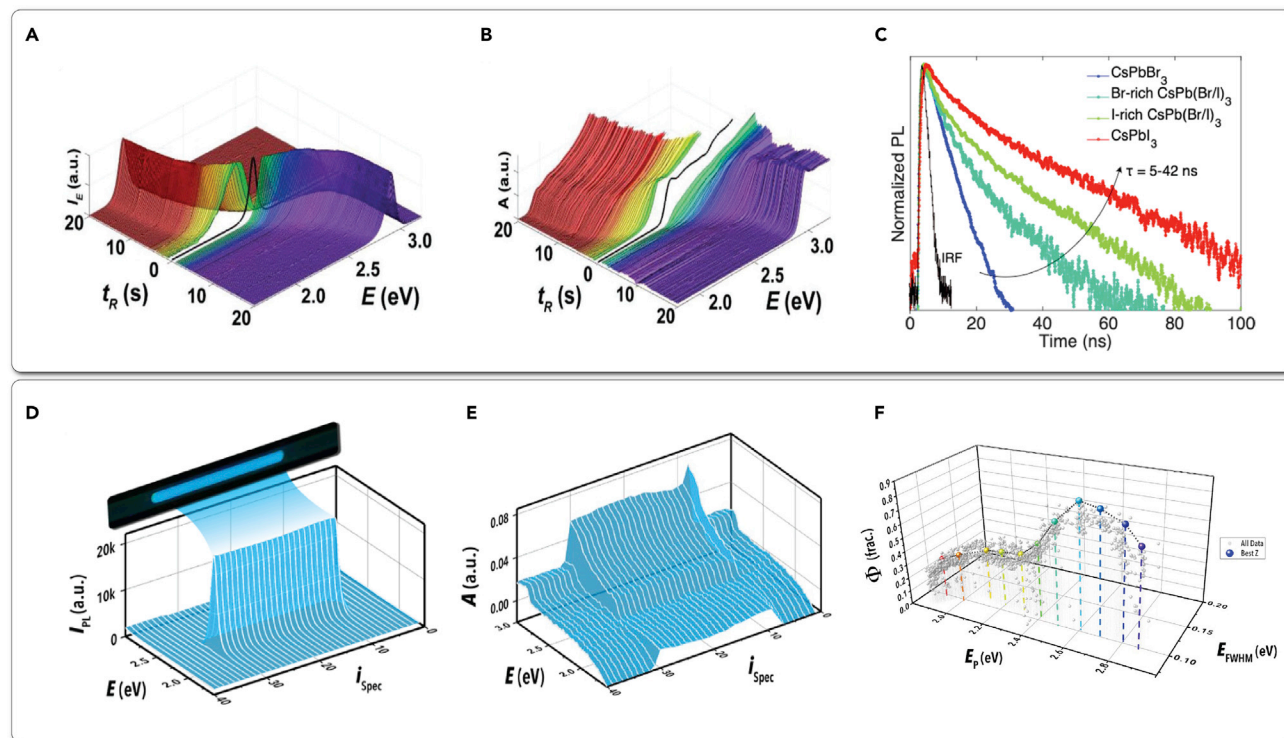 A
I_E (a.u.)
20
10
0
10
20
t_R (s)
2.0
2.5
3.0
E (eV)
B
A (a.u.)
20
10
0
10
20
t_R (s)
2.0
2.5
3.0
E (eV)
C
Normalized PL
CsPbBr3
Br-rich CsPb(Br/I)3
I-rich CsPb(Br/I)3
CsPbI3
τ = 5-42 ns
IRF
0 20 40 60 80 100
Time (ns)
D
I_PL (a.u.)
20k
10k
0
2.5
2.0
E (eV)
40
30
20
10
0
i_Spec
E
A (a.u.)
0.08
0.04
0.00
3.0
2.5
2.0
E (eV)
40
30
20
10
0
i_Spec
F
Φ (frac.)
0.9
0.8
0.7
0.6
0.5
0.4
0.3
0.2
0.1
0.0
2.0
2.2
2.4
2.6
2.8
E_P (eV)
0.20
0.15
0.10
E_FWHM (eV)
All Data
Best Z